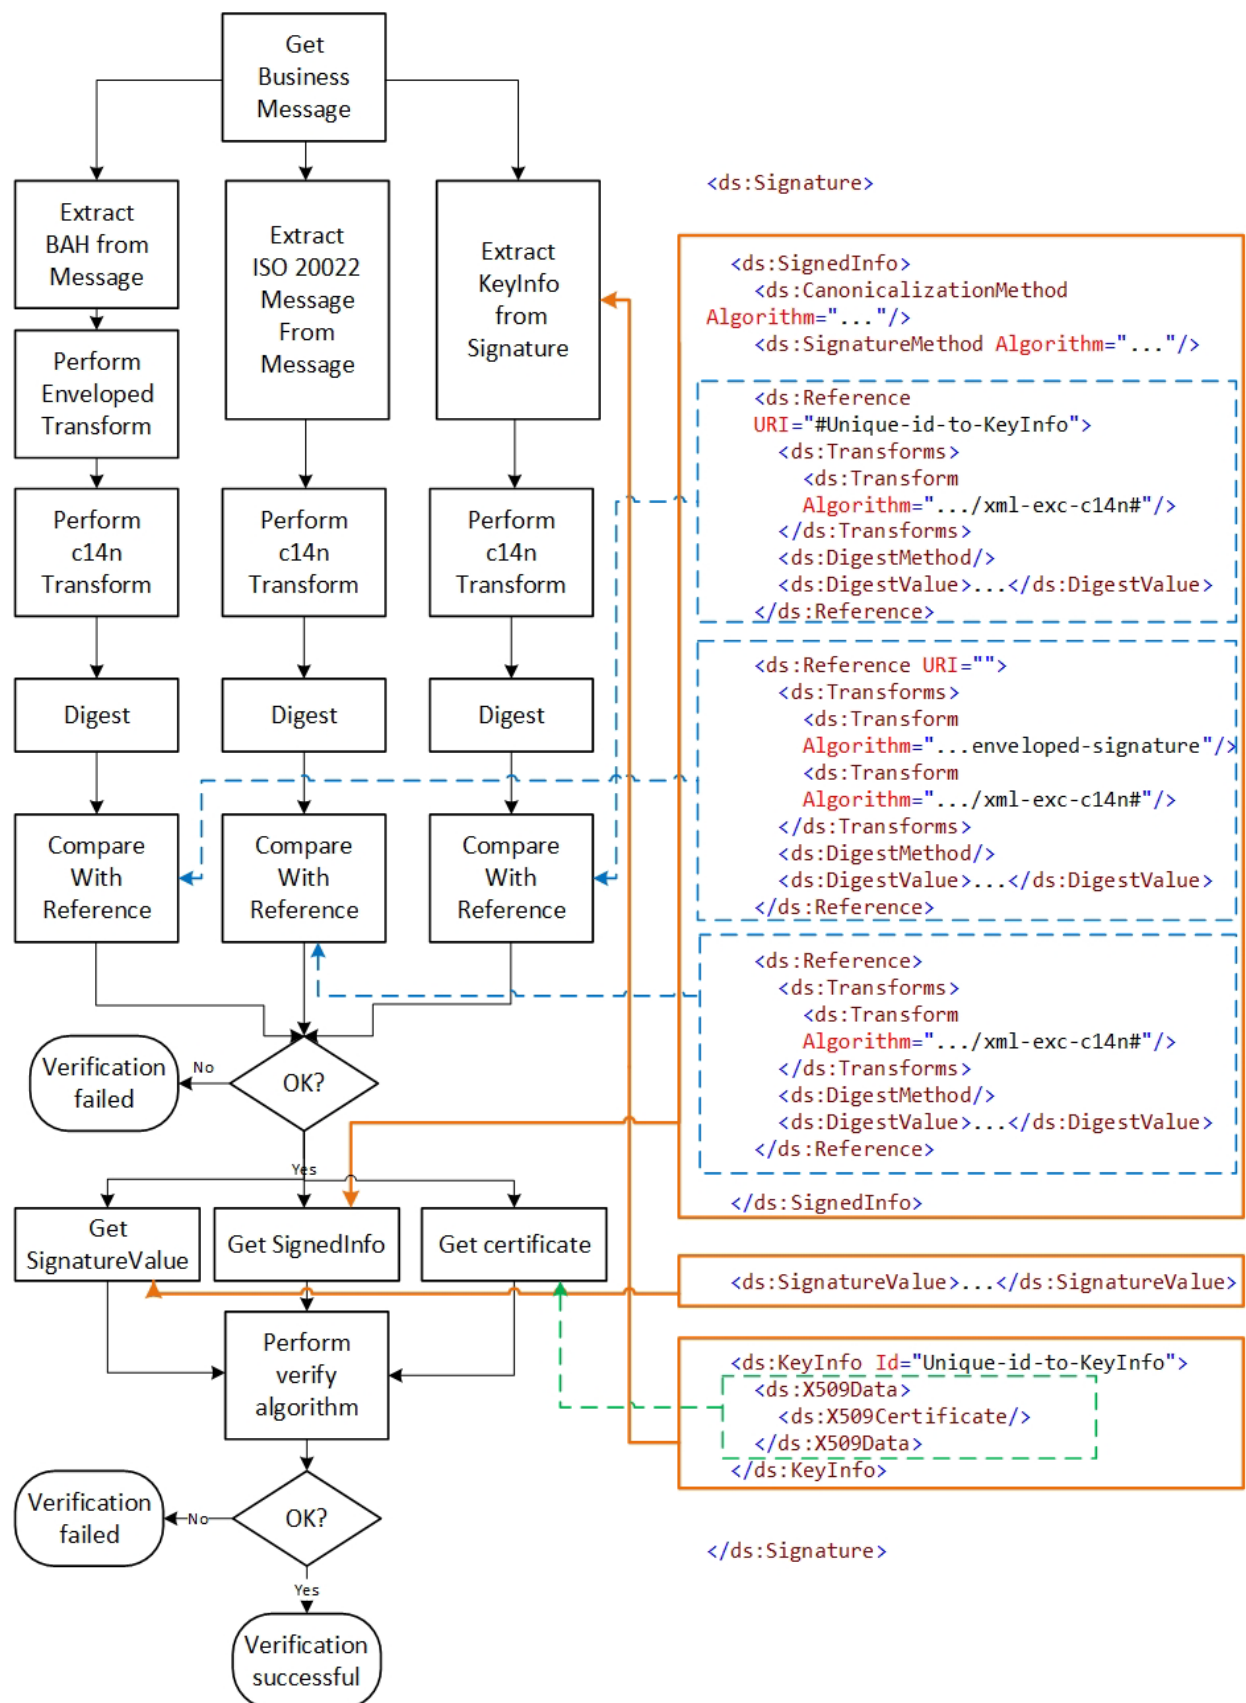 Get
Business
Message
Extract
BAH from
Message
Extract
ISO 20022
Message
From
Message
Extract
KeyInfo
from
Signature
Perform
Enveloped
Transform
Perform
c14n
Transform
Perform
c14n
Transform
Perform
c14n
Transform
Digest
Digest
Digest
Compare
With
Reference
Compare
With
Reference
Compare
With
Reference
OK?
No
Verification
failed
Yes
Get
SignatureValue
Get SignedInfo
Get certificate
Perform
verify
algorithm
OK?
No
Verification
failed
Yes
Verification
successful
<ds:Signature>
<ds:SignedInfo>
<ds:CanonicalizationMethod
Algorithm="..."/>
<ds:SignatureMethod Algorithm="..."/>
<ds:Reference
URI="#Unique-id-to-KeyInfo">
<ds:Transforms>
<ds:Transform
Algorithm=".../xml-exc-c14n#"/>
</ds:Transforms>
<ds:DigestMethod/>
<ds:DigestValue>...</ds:DigestValue>
</ds:Reference>
<ds:Reference URI="">
<ds:Transforms>
<ds:Transform
Algorithm="...enveloped-signature"/>
<ds:Transform
Algorithm=".../xml-exc-c14n#"/>
</ds:Transforms>
<ds:DigestMethod/>
<ds:DigestValue>...</ds:DigestValue>
</ds:Reference>
<ds:Reference>
<ds:Transforms>
<ds:Transform
Algorithm=".../xml-exc-c14n#"/>
</ds:Transforms>
<ds:DigestMethod/>
<ds:DigestValue>...</ds:DigestValue>
</ds:Reference>
</ds:SignedInfo>
<ds:SignatureValue>...</ds:SignatureValue>
<ds:KeyInfo Id="Unique-id-to-KeyInfo">
<ds:X509Data>
<ds:X509Certificate/>
</ds:X509Data>
</ds:KeyInfo>
</ds:Signature>